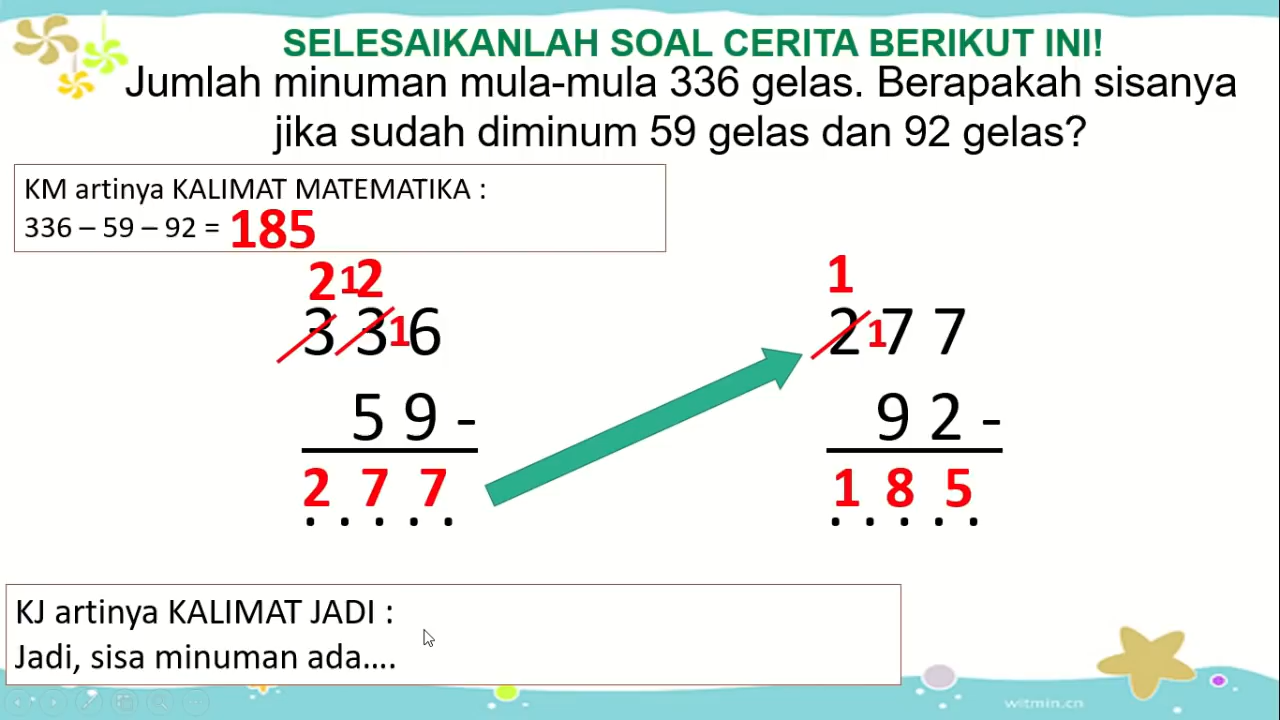 SELESAIKANLAH SOAL CERITA BERIKUT INI!
Jumlah minuman mula-mula 336 gelas. Berapakah sisanya
jika sudah diminum 59 gelas dan 92 gelas?
KM artinya KALIMAT MATEMATIKA :
336 – 59 – 92 = 185
2 1 2
3 3 1 6
5 9 -
2 7 7
. . . . .
1
2 1 7 7
9 2 -
1 8 5
. . . . .
KJ artinya KALIMAT JADI :
Jadi, sisa minuman ada....
witmin.cn